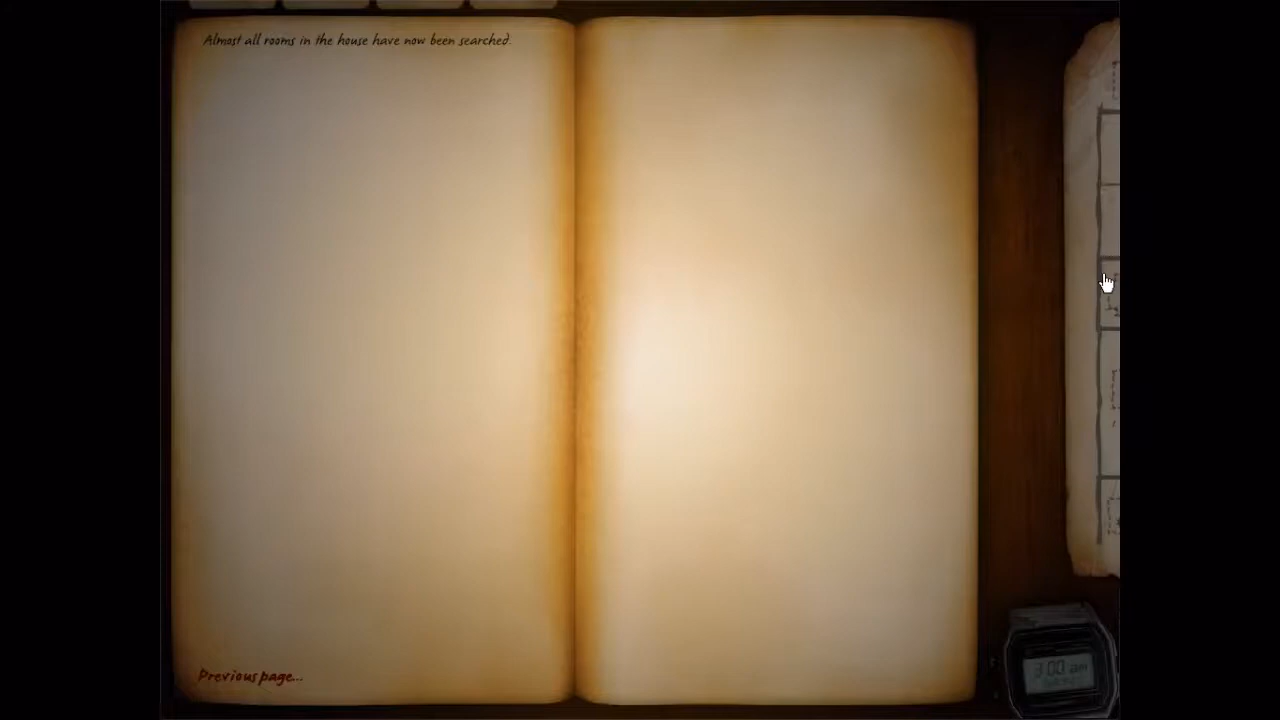 Almost all rooms in the house have now been searched.
Previous page...
3:00 am